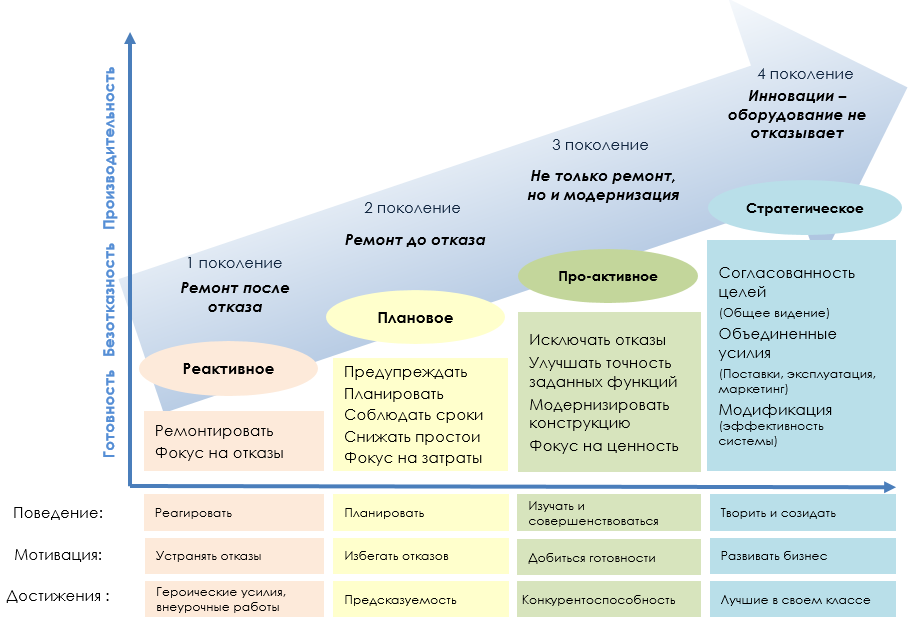 Готовность Безотказность Производительность
1 поколение
Ремонт после
отказа
Реактивное
Ремонтировать
Фокус на отказы
2 поколение
Ремонт до отказа
Плановое
Предупреждать
Планировать
Соблюдать сроки
Снижать простои
Фокус на затраты
3 поколение
Не только ремонт,
но и модернизация
Про-активное
Исключать отказы
Улучшать точность
заданных функций
Модернизировать
конструкцию
Фокус на ценность
4 поколение
Инновации –
оборудование не
отказывает
Стратегическое
Согласованность
целей
(Общее видение)
Объединенные
усилия
(Поставки, эксплуатация,
маркетинг)
Модификация
(эффективность
системы)
Поведение:
Реагировать
Планировать
Изучать и
совершенствоваться
Творить и созидать
Мотивация:
Устранять отказы
Избегать отказов
Добиться готовности
Развивать бизнес
Достижения :
Героические усилия,
внеурочные работы
Предсказуемость
Конкурентоспособность
Лучшие в своем классе